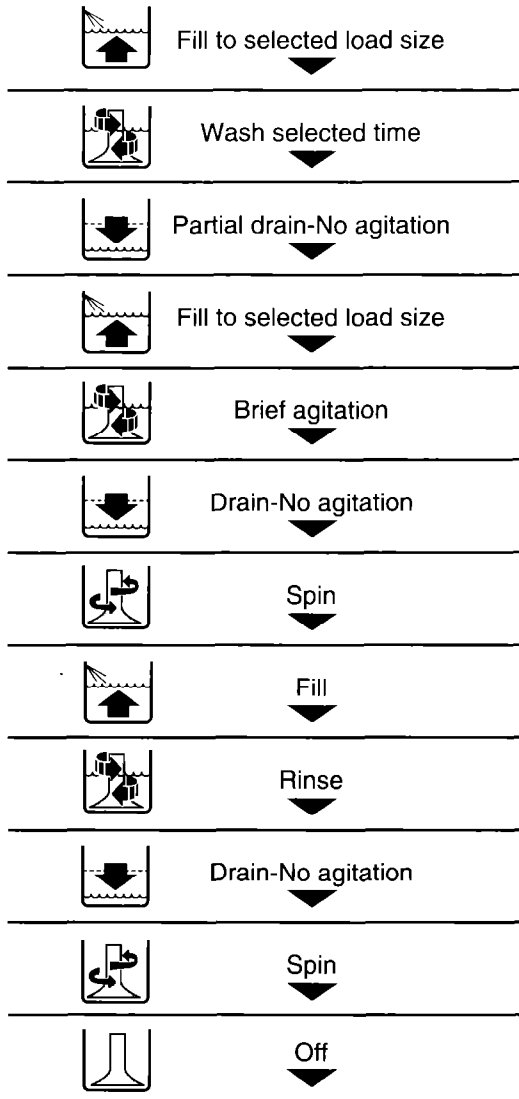 Fill to selected load size
Wash selected time
Partial drain-No agitation
Fill to selected load size
Brief agitation
Drain-No agitation
Spin
Fill
Rinse
Drain-No agitation
Spin
Off